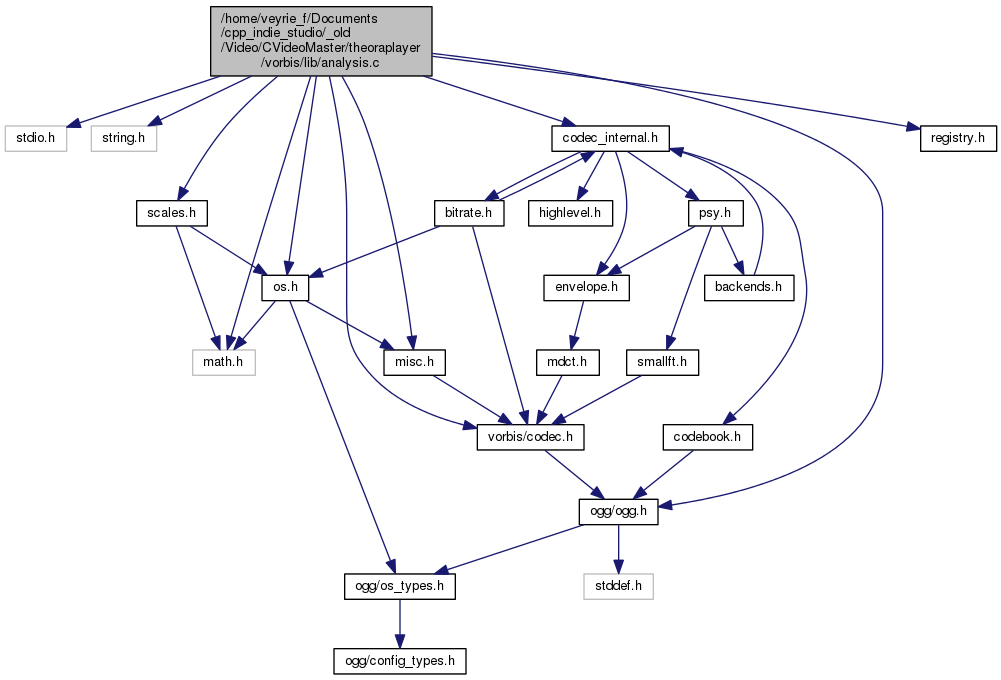 /home/veyrie_f/Documents
/cpp_indie_studio/_old
/Video/CVideoMaster/theoraplayer
/vorbis/lib/analysis.c
stdio.h
string.h
codec_internal.h
registry.h
scales.h
bitrate.h
highlevel.h
psy.h
os.h
envelope.h
backends.h
math.h
misc.h
mdct.h
smallft.h
vorbis/codec.h
codebook.h
ogg/ogg.h
ogg/os_types.h
stddef.h
ogg/config_types.h